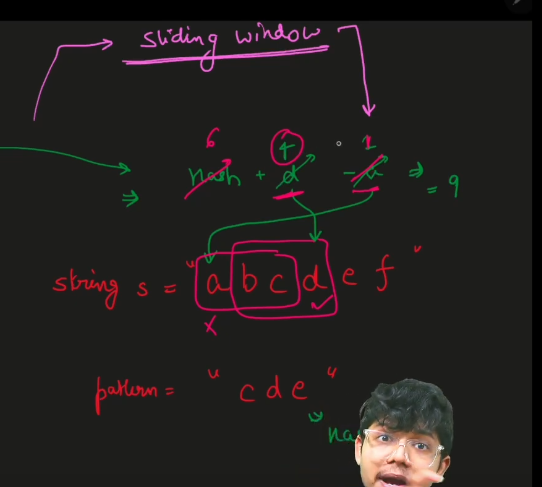 sliding window
6 4 1
hash + d - a ⇒ = 9
⇒
string s = "a b c d e f"
x
pattern = "c d e"
ha